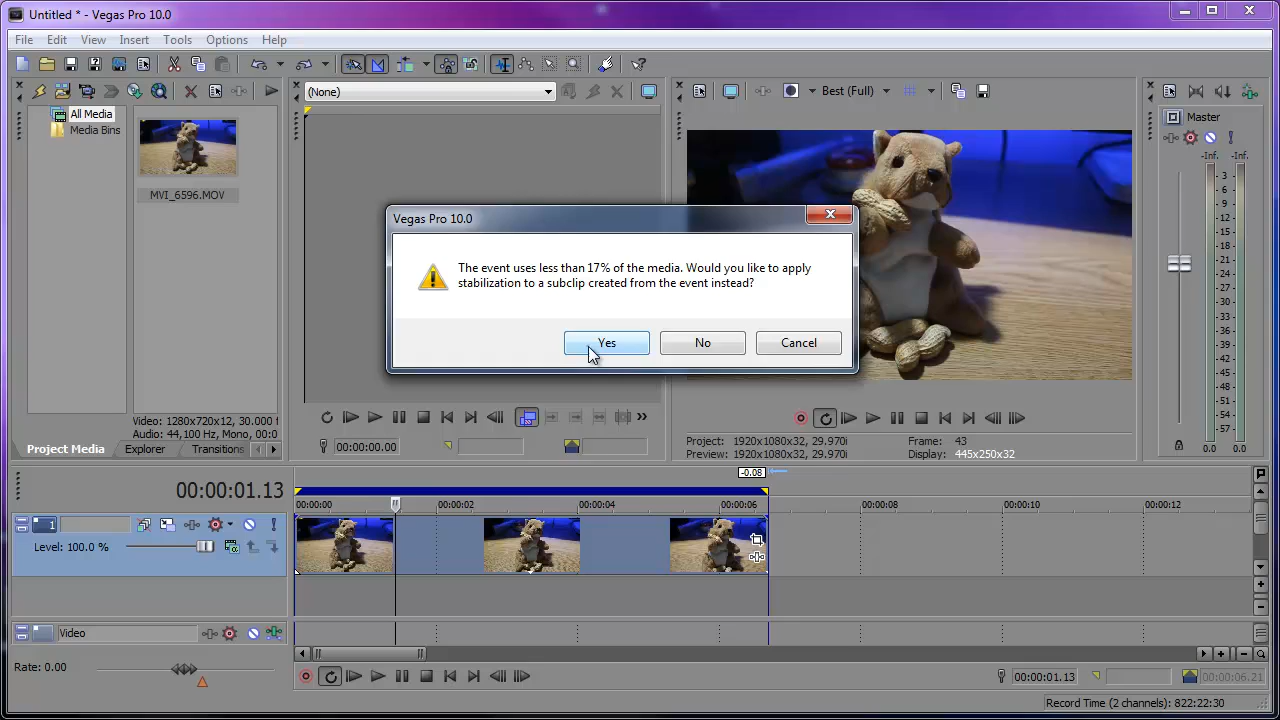 Untitled * - Vegas Pro 10.0
File Edit View Insert Tools Options Help
All Media
Media Bins
MVI_6596.MOV
Video: 1280x720x12, 30.000 f
Audio: 44,100 Hz, Mono, 00:0
Project Media Explorer Transitions
(None)
00:00:00.00
Best (Full)
Project: 1920x1080x32, 29.970i
Preview: 1920x1080x32, 29.970i
Frame: 43
Display: 445x250x32
Master
-Inf. -Inf.
3
6
9
12
15
18
21
24
27
30
33
36
39
42
45
48
51
54
57
0.0 0.0
Vegas Pro 10.0
The event uses less than 17% of the media. Would you like to apply
stabilization to a subclip created from the event instead?
Yes No Cancel
-0.08
00:00:01.13
00:00:00 00:00:02 00:00:04 00:00:06 00:00:08 00:00:10 00:00:12
1
Level: 100.0 %
Video
Rate: 0.00
00:00:01.13
00:00:06.21
Record Time (2 channels): 822:22:30